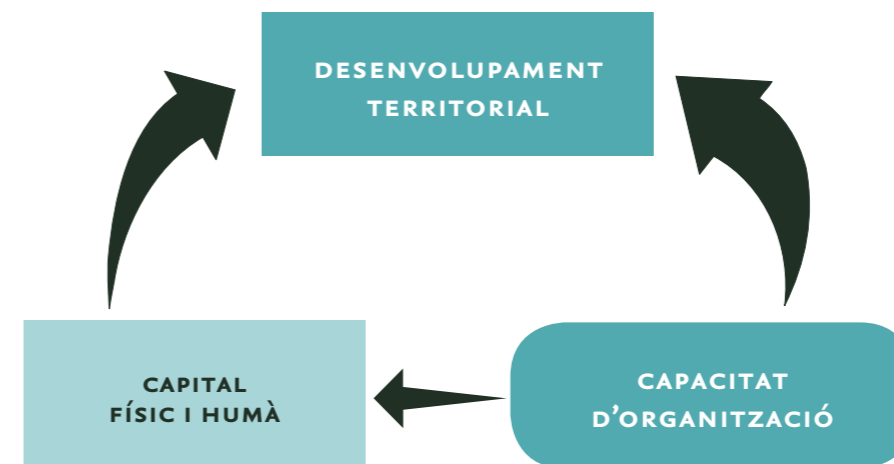 DESENVOLUPAMENT
TERRITORIAL
CAPITAL
FÍSIC I HUMÀ
CAPACITAT
D’ORGANITZACIÓ